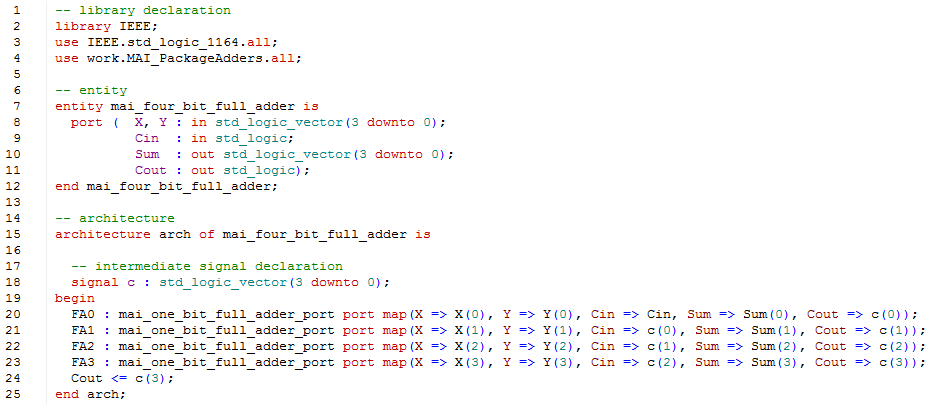 1 -- library declaration
2 library IEEE;
3 use IEEE.std_logic_1164.all;
4 use work.MAI_PackageAdders.all;
5
6 -- entity
7 entity mai_four_bit_full_adder is
8   port (  X, Y : in std_logic_vector(3 downto 0);
9           Cin  : in std_logic;
10           Sum  : out std_logic_vector(3 downto 0);
11           Cout : out std_logic);
12 end mai_four_bit_full_adder;
13
14 -- architecture
15 architecture arch of mai_four_bit_full_adder is
16
17   -- intermediate signal declaration
18   signal c : std_logic_vector(3 downto 0);
19 begin
20   FA0 : mai_one_bit_full_adder_port port map(X => X(0), Y => Y(0), Cin => Cin, Sum => Sum(0), Cout => c(0));
21   FA1 : mai_one_bit_full_adder_port port map(X => X(1), Y => Y(1), Cin => c(0), Sum => Sum(1), Cout => c(1));
22   FA2 : mai_one_bit_full_adder_port port map(X => X(2), Y => Y(2), Cin => c(1), Sum => Sum(2), Cout => c(2));
23   FA3 : mai_one_bit_full_adder_port port map(X => X(3), Y => Y(3), Cin => c(2), Sum => Sum(3), Cout => c(3));
24   Cout <= c(3);
25 end arch;